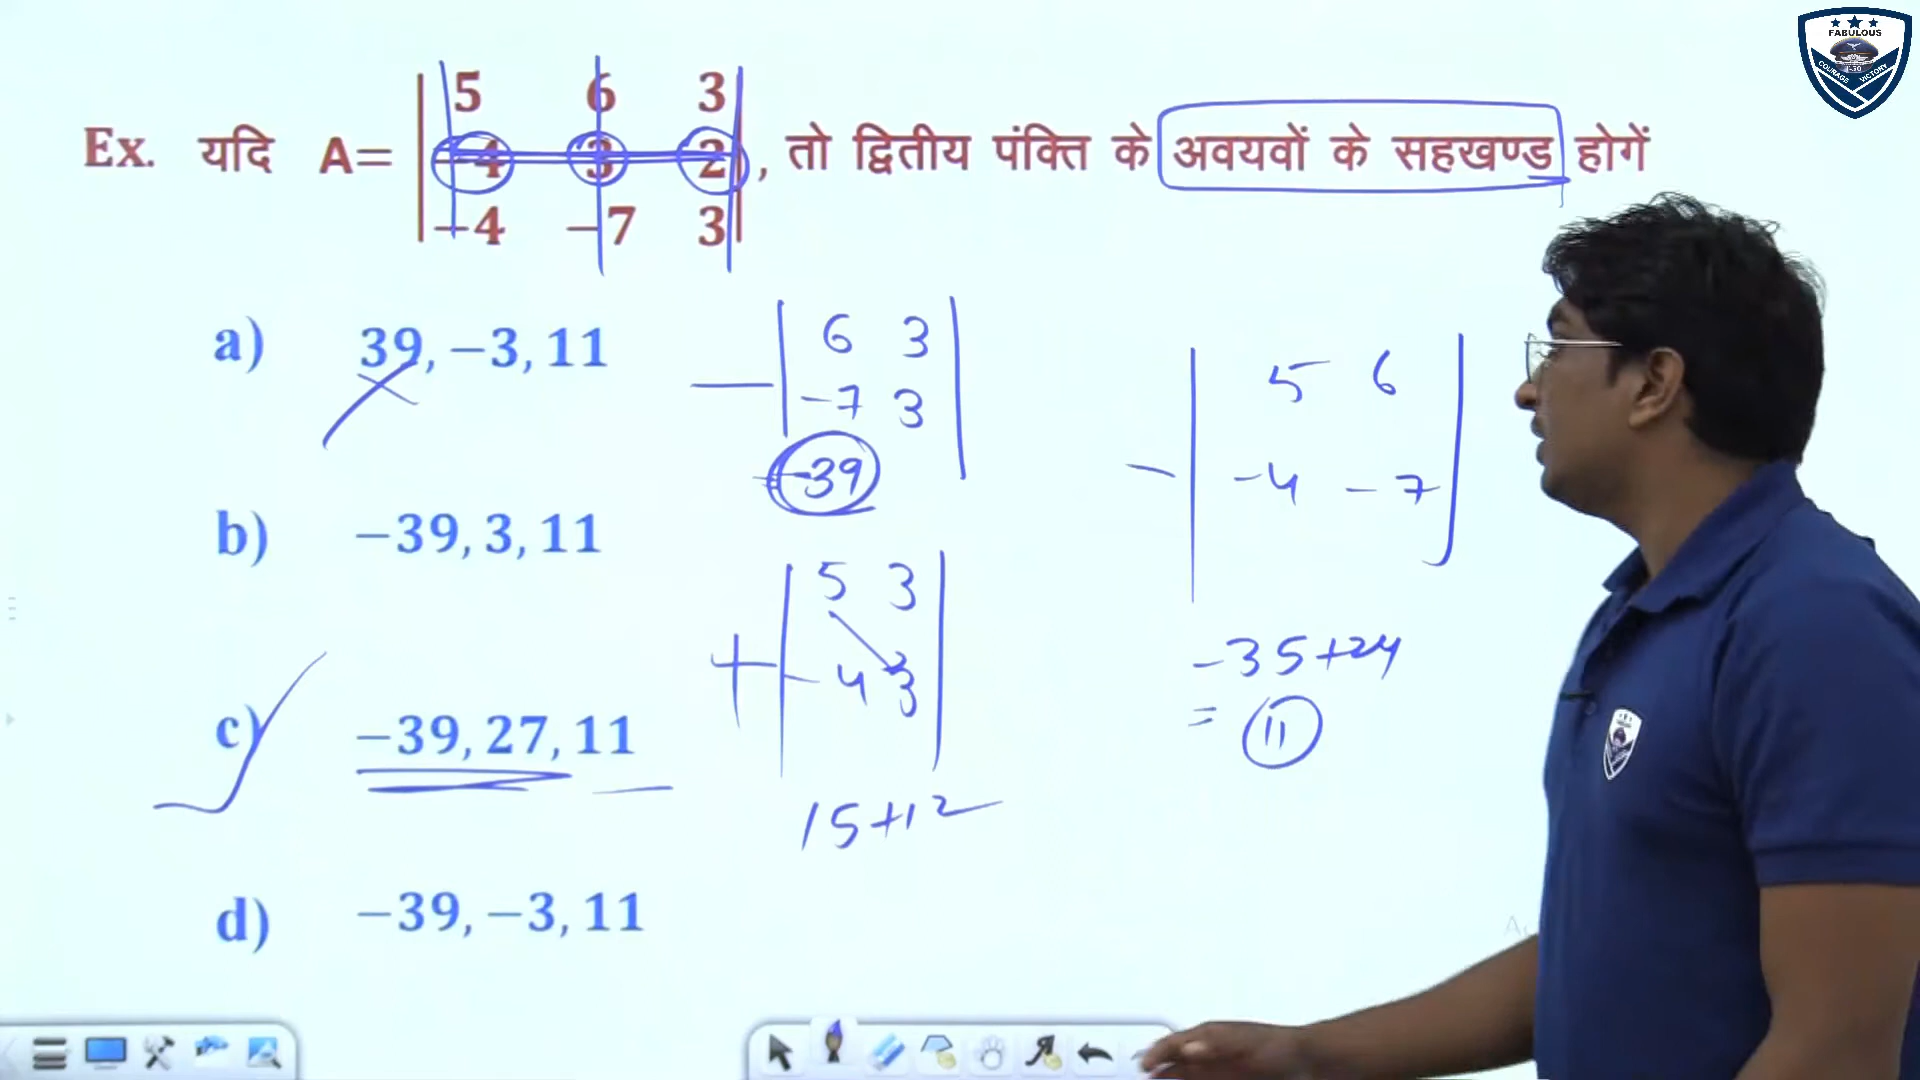 FABULOUS
COURAGE VICTORY
Ex. यदि A= | 5 6 3 |
| −4 3 2 | , तो द्वितीय पंक्ति के अवयवों के सहखण्ड होगें
| −4 −7 3 |
a) 39, −3, 11
b) −39, 3, 11
c) −39, 27, 11
d) −39, −3, 11
− | 6 3 |
| −7 3 |
−39
+ | 5 3 |
| −4 3 |
15+12
− | 5 6 |
| −4 −7 |
−35+24
= 11